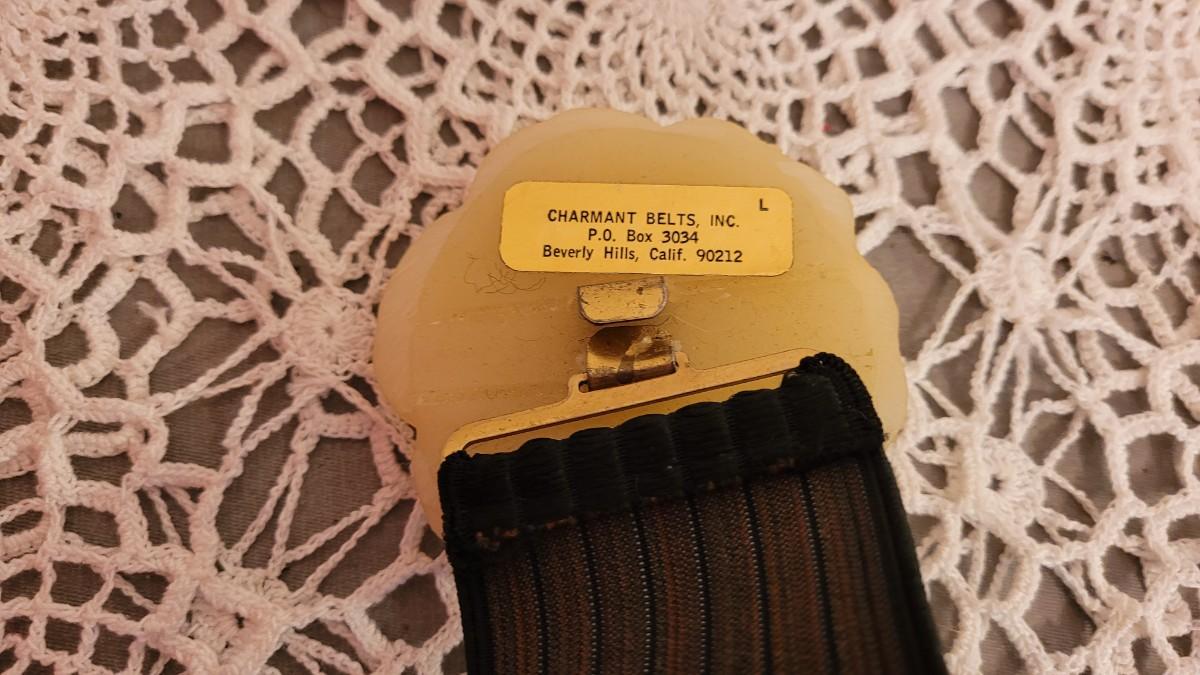 L
CHARMANT BELTS, INC.
P.O. Box 3034
Beverly Hills, Calif. 90212